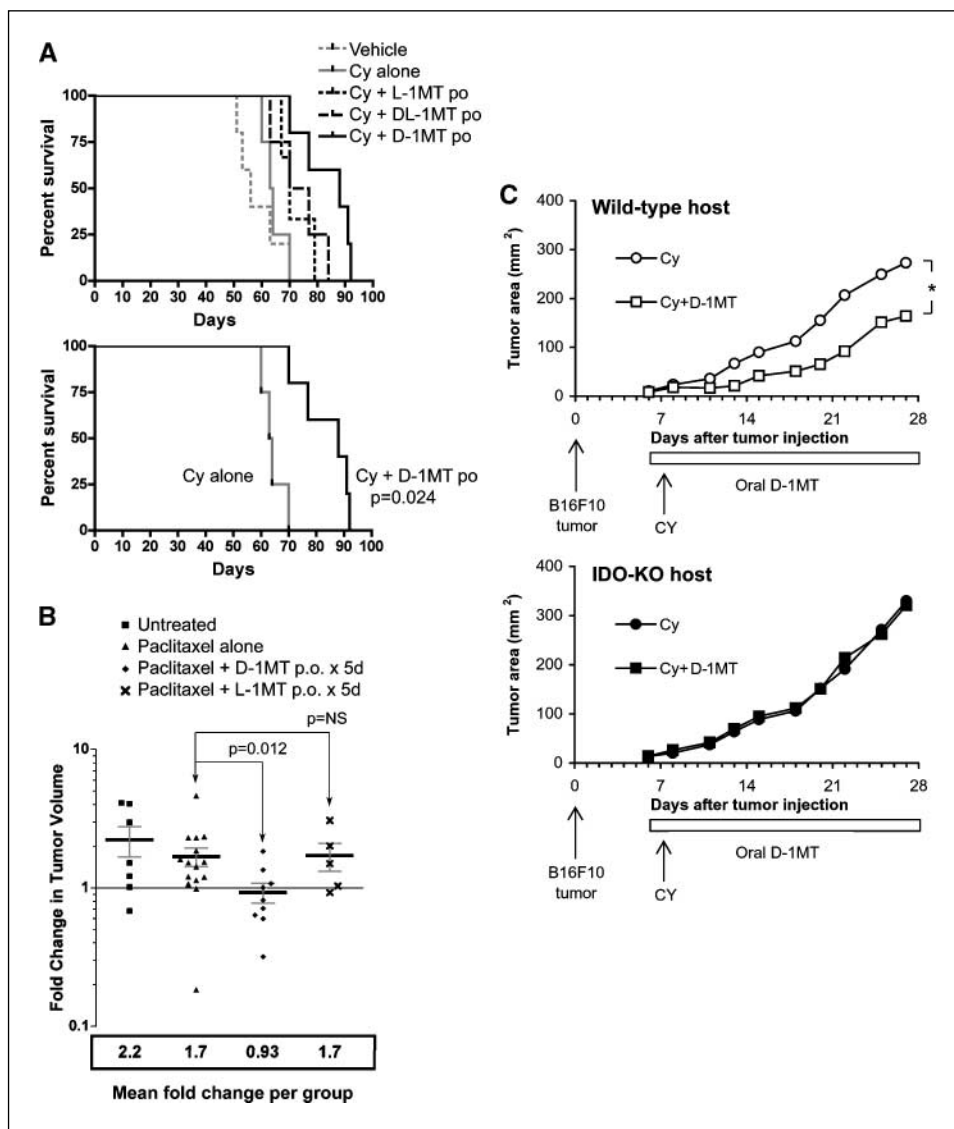 A
Vehicle
Cy alone
Cy + L-1MT po
Cy + DL-1MT po
Cy + D-1MT po
Percent survival
100
75
50
25
0
0 10 20 30 40 50 60 70 80 90 100
Days
Percent survival
100
75
50
25
0
Cy alone
Cy + D-1MT po
p=0.024
0 10 20 30 40 50 60 70 80 90 100
Days
B
Untreated
Paclitaxel alone
Paclitaxel + D-1MT p.o. x 5d
Paclitaxel + L-1MT p.o. x 5d
p=NS
p=0.012
Fold Change in Tumor Volume
10
1
0.1
2.2 1.7 0.93 1.7
Mean fold change per group
C
Wild-type host
Cy
Cy+D-1MT
*
Tumor area (mm 2)
400
300
200
100
0
0 7 14 21 28
Days after tumor injection
Oral D-1MT
B16F10
tumor
CY
IDO-KO host
Cy
Cy+D-1MT
Tumor area (mm 2)
400
300
200
100
0
0 7 14 21 28
Days after tumor injection
Oral D-1MT
B16F10
tumor
CY